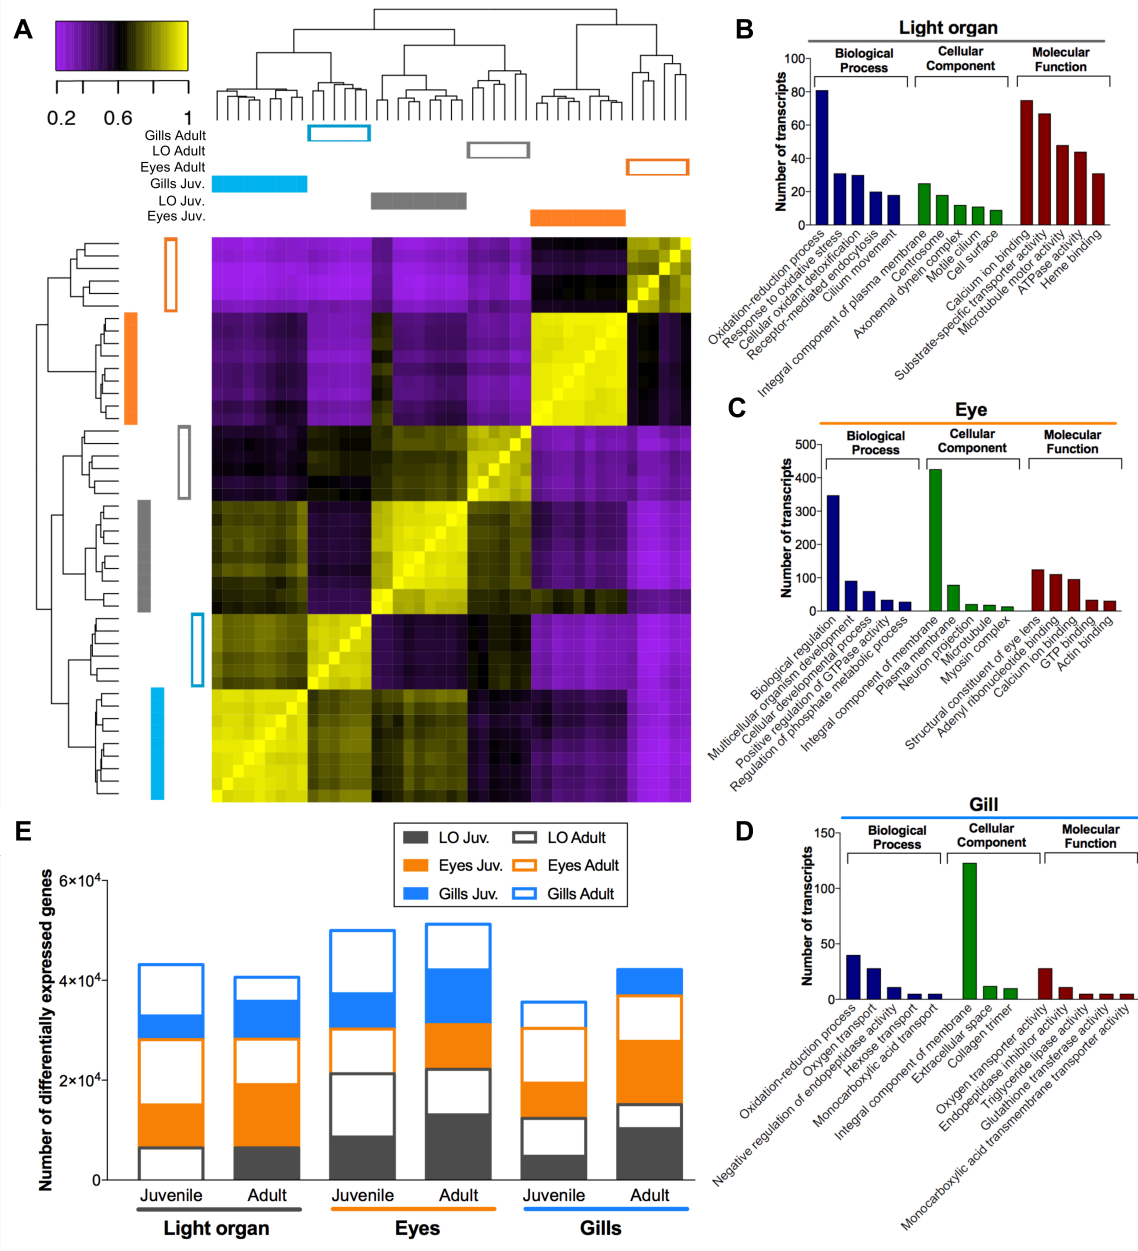 A
0.2 0.6 1
Gills Adult
LO Adult
Eyes Adult
Gills Juv.
LO Juv.
Eyes Juv.
B
Light organ
Biological
Process
Cellular
Component
Molecular
Function
Number of transcripts
100
80
60
40
20
0
Oxidation-reduction process
Response to oxidative stress
Cellular oxidant detoxification
Receptor-mediated endocytosis
Cilium movement
Integral component of plasma membrane
Centrosome
Axonemal dynein complex
Motile cilium
Cell surface
Calcium ion binding
Substrate-specific transporter activity
Microtubule motor activity
ATPase activity
Heme binding
C
Eye
Biological
Process
Cellular
Component
Molecular
Function
Number of transcripts
500
400
300
200
100
0
Biological regulation
Multicellular organism development
Cellular developmental process
Positive regulation of GTPase activity
Regulation of phosphate metabolic process
Integral component of membrane
Plasma membrane
Neuron projection
Microtubule
Myosin complex
Structural constituent of eye lens
Adenyl ribonucleotide binding
Calcium ion binding
GTP binding
Actin binding
D
Gill
Biological
Process
Cellular
Component
Molecular
Function
Number of transcripts
150
100
50
0
Oxidation-reduction process
Oxygen transport
Negative regulation of endopeptidase activity
Hexose transport
Monocarboxylic acid transport
Integral component of membrane
Extracellular space
Collagen trimer
Oxygen transporter activity
Endopeptidase inhibitor activity
Triglyceride lipase activity
Glutathione transferase activity
Monocarboxylic acid transmembrane transporter activity
E
LO Juv. LO Adult
Eyes Juv. Eyes Adult
Gills Juv. Gills Adult
Number of differentially expressed genes
6×10⁴
4×10⁴
2×10⁴
0
Juvenile Adult Juvenile Adult Juvenile Adult
Light organ Eyes Gills